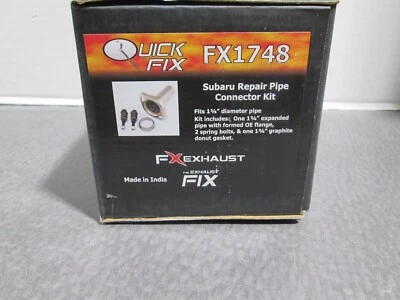 QUICK FIX
FX1748
Subaru Repair Pipe
Connector Kit
Fits 1¾" diameter pipe
Kit includes: One 1¾" expanded
pipe with formed OE flange,
2 spring bolts, & one 1¾" graphite
donut gasket.
FX EXHAUST
Made in India
THE EXHAUST
FIX